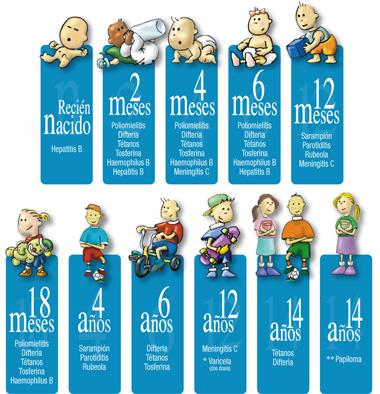 Recién
nacido
Hepatitis B
2
meses
Poliomielitis
Difteria
Tétanos
Tosferina
Haemophilus B
Hepatitis B
4
meses
Poliomielitis
Difteria
Tétanos
Tosferina
Haemophilus B
Meningitis C
6
meses
Poliomielitis
Difteria
Tétanos
Tosferina
Haemophilus B
Hepatitis B
12
meses
Sarampión
Parotiditis
Rubeola
Meningitis C
18
meses
Poliomielitis
Difteria
Tétanos
Tosferina
Haemophilus B
4
años
Sarampión
Parotiditis
Rubeola
6
años
Difteria
Tétanos
Tosferina
12
años
Meningitis C
* Varicela
(dos dosis)
14
años
Tétanos
Difteria
14
años
** Papiloma